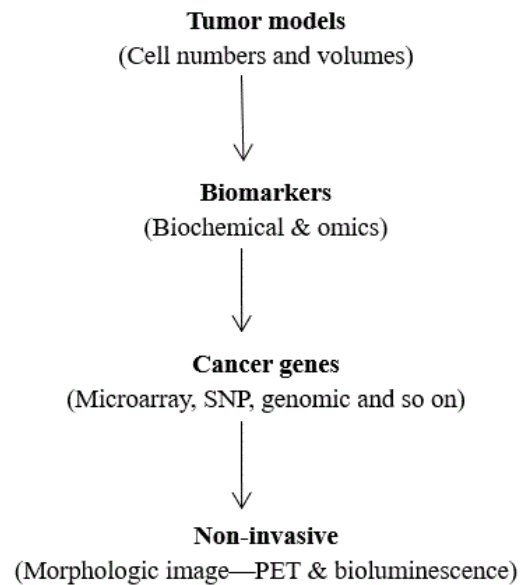 Tumor models
(Cell numbers and volumes)
Biomarkers
(Biochemical & omics)
Cancer genes
(Microarray, SNP, genomic and so on)
Non-invasive
(Morphologic image—PET & bioluminescence)